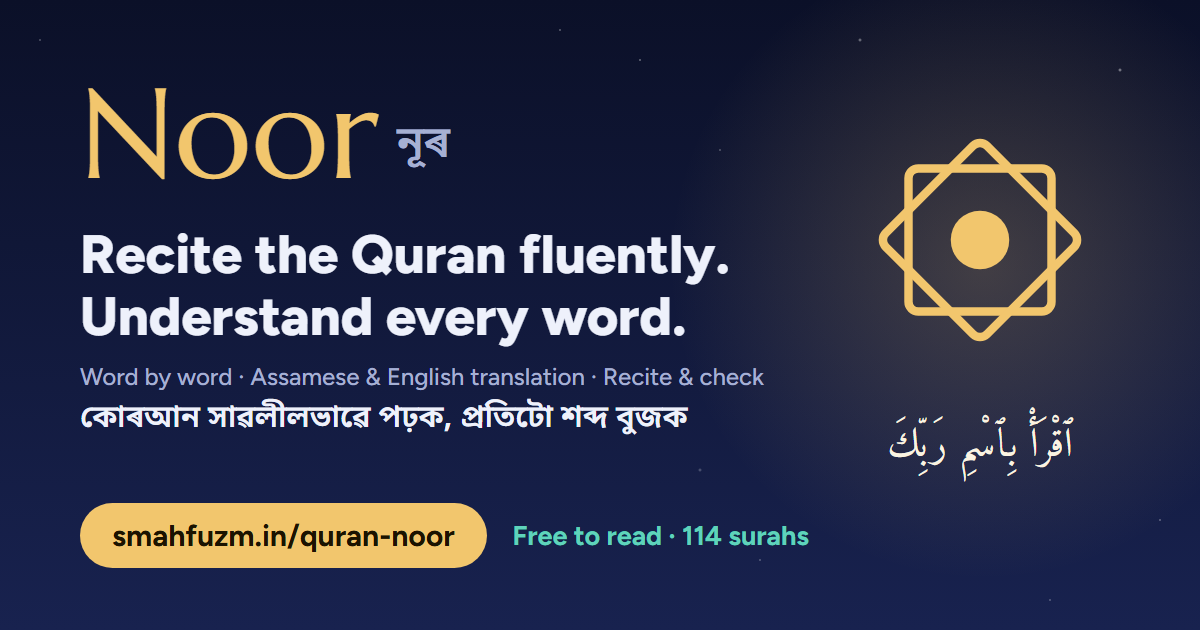 Noor নূৰ
Recite the Quran fluently.
Understand every word.
Word by word · Assamese & English translation · Recite & check
কোৰআন সাৱলীলভাৱে পঢ়ক, প্ৰতিটো শব্দ বুজক
ٱقْرَأْ بِٱسْمِ رَبِّكَ
smahfuzm.in/quran-noor
Free to read · 114 surahs